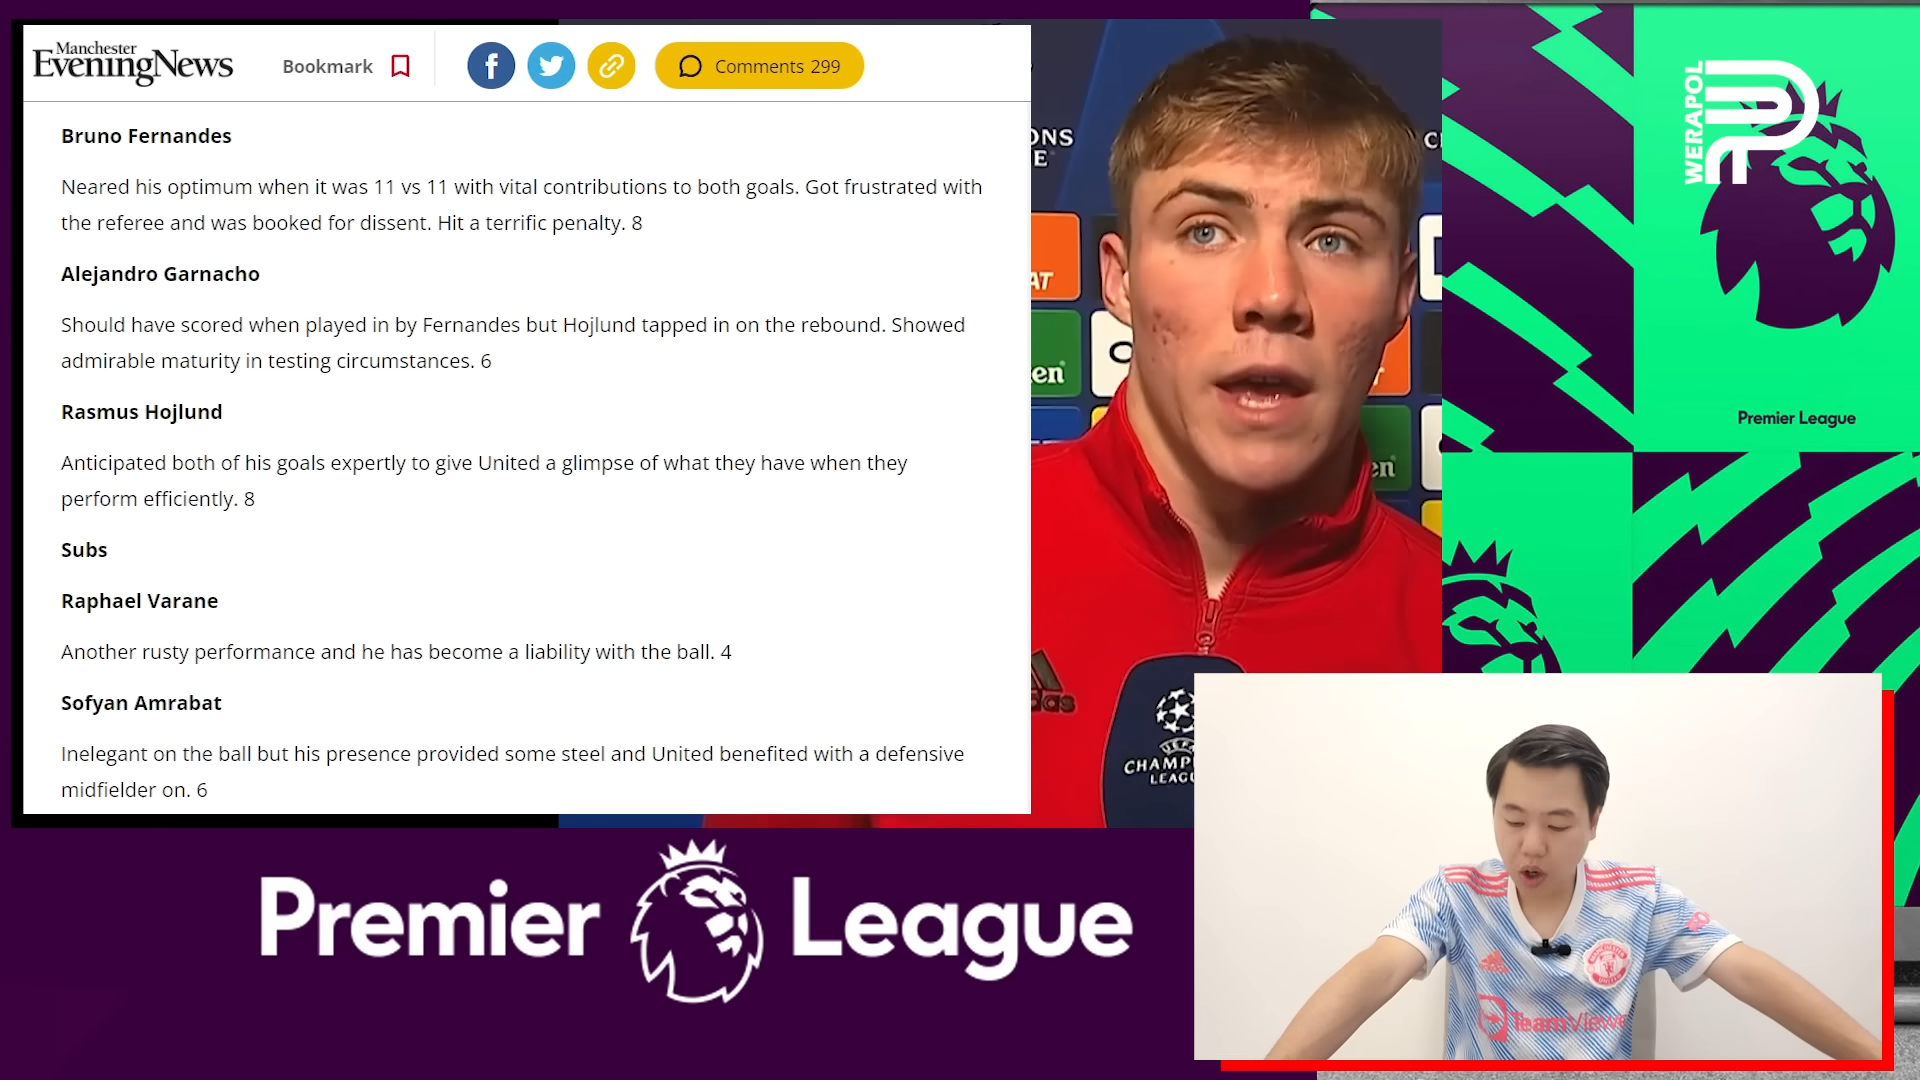 Manchester
EveningNews
Bookmark
Comments 299
Bruno Fernandes
Neared his optimum when it was 11 vs 11 with vital contributions to both goals. Got frustrated with
the referee and was booked for dissent. Hit a terrific penalty. 8
Alejandro Garnacho
Should have scored when played in by Fernandes but Hojlund tapped in on the rebound. Showed
admirable maturity in testing circumstances. 6
Rasmus Hojlund
Anticipated both of his goals expertly to give United a glimpse of what they have when they
perform efficiently. 8
Subs
Raphael Varane
Another rusty performance and he has become a liability with the ball. 4
Sofyan Amrabat
Inelegant on the ball but his presence provided some steel and United benefited with a defensive
midfielder on. 6
WERAPOL
Premier League
Premier League
TeamViewe